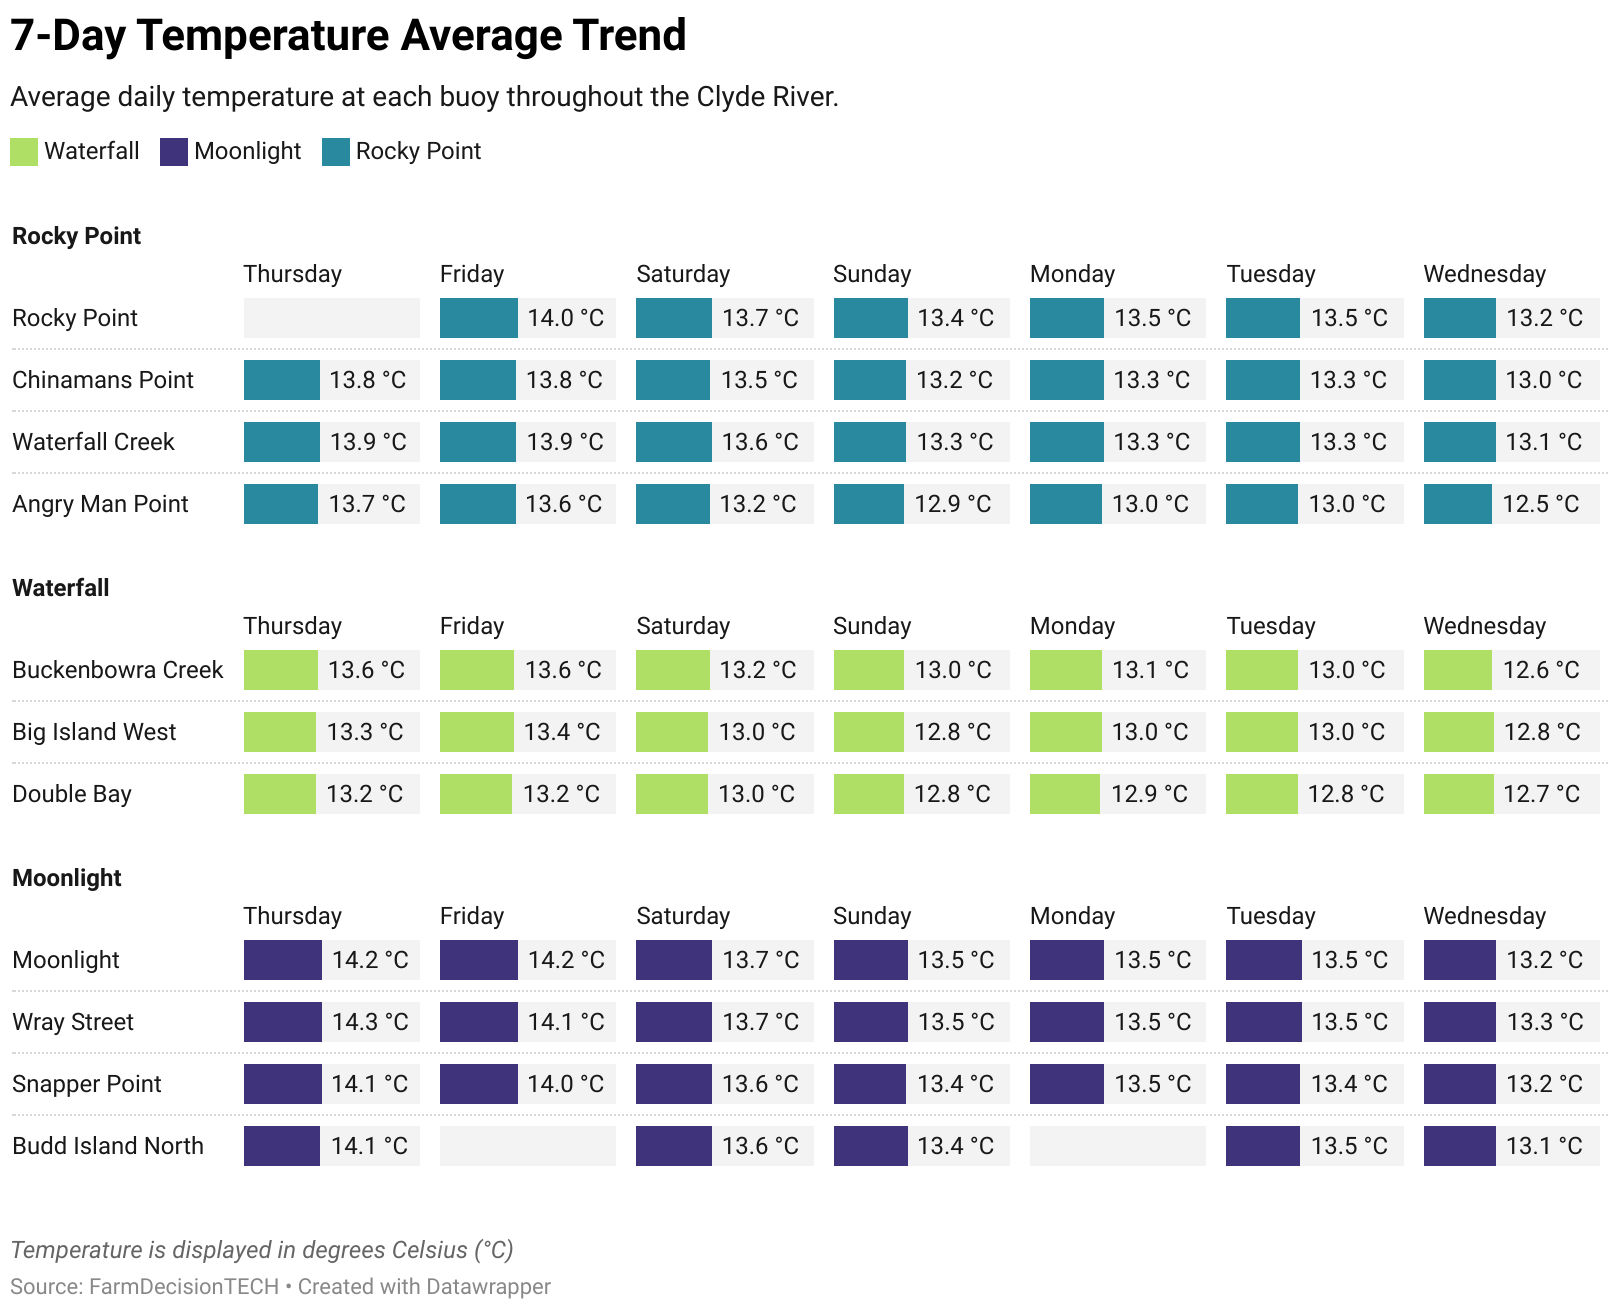 7-Day Temperature Average Trend
Average daily temperature at each buoy throughout the Clyde River.
Waterfall Moonlight Rocky Point
Rocky Point
Thursday Friday Saturday Sunday Monday Tuesday Wednesday
Rocky Point 14.0 °C 13.7 °C 13.4 °C 13.5 °C 13.5 °C 13.2 °C
Chinamans Point 13.8 °C 13.8 °C 13.5 °C 13.2 °C 13.3 °C 13.3 °C 13.0 °C
Waterfall Creek 13.9 °C 13.9 °C 13.6 °C 13.3 °C 13.3 °C 13.3 °C 13.1 °C
Angry Man Point 13.7 °C 13.6 °C 13.2 °C 12.9 °C 13.0 °C 13.0 °C 12.5 °C
Waterfall
Thursday Friday Saturday Sunday Monday Tuesday Wednesday
Buckenbowra Creek 13.6 °C 13.6 °C 13.2 °C 13.0 °C 13.1 °C 13.0 °C 12.6 °C
Big Island West 13.3 °C 13.4 °C 13.0 °C 12.8 °C 13.0 °C 13.0 °C 12.8 °C
Double Bay 13.2 °C 13.2 °C 13.0 °C 12.8 °C 12.9 °C 12.8 °C 12.7 °C
Moonlight
Thursday Friday Saturday Sunday Monday Tuesday Wednesday
Moonlight 14.2 °C 14.2 °C 13.7 °C 13.5 °C 13.5 °C 13.5 °C 13.2 °C
Wray Street 14.3 °C 14.1 °C 13.7 °C 13.5 °C 13.5 °C 13.5 °C 13.3 °C
Snapper Point 14.1 °C 14.0 °C 13.6 °C 13.4 °C 13.5 °C 13.4 °C 13.2 °C
Budd Island North 14.1 °C 13.6 °C 13.4 °C 13.5 °C 13.1 °C
Temperature is displayed in degrees Celsius (°C)
Source: FarmDecisionTECH • Created with Datawrapper